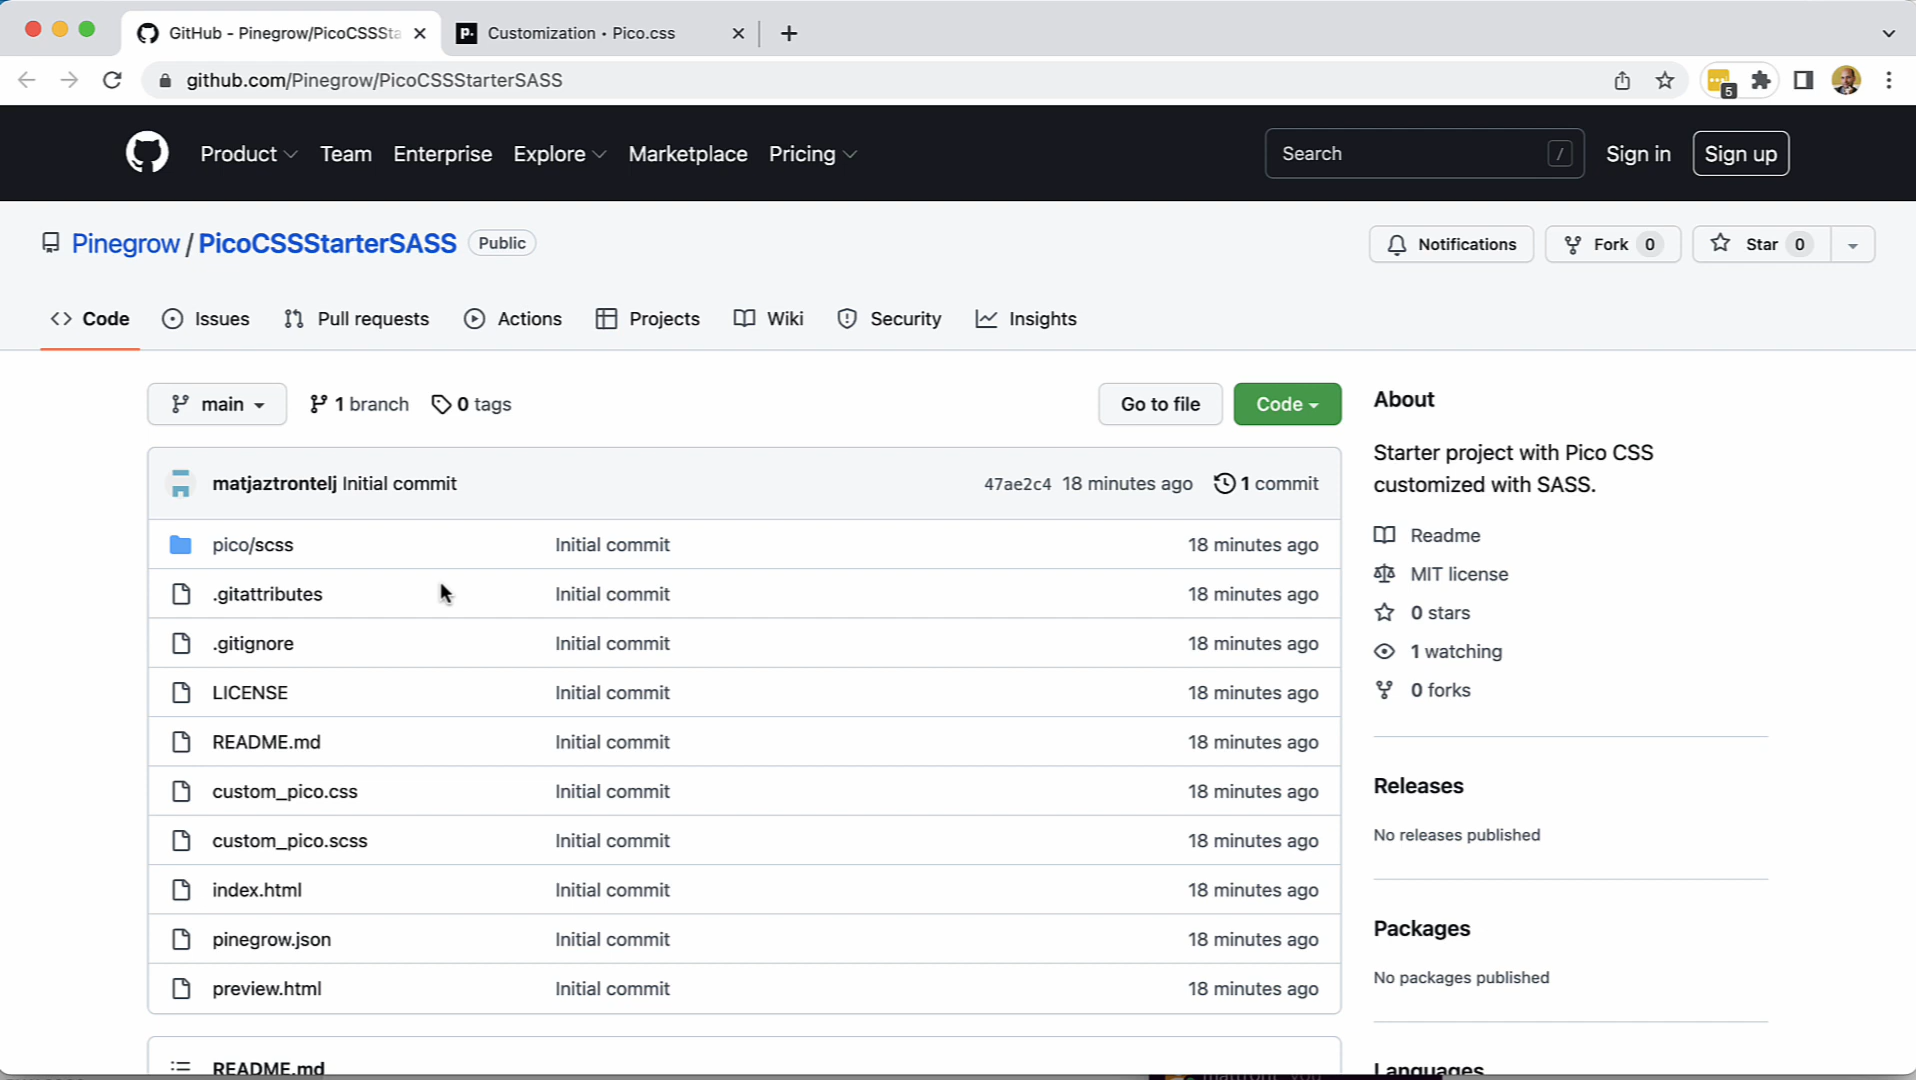 GitHub - Pinegrow/PicoCSSSta
P.
Customization • Pico.css
github.com/Pinegrow/PicoCSSStarterSASS
5
Product
Team
Enterprise
Explore
Marketplace
Pricing
Search
/
Sign in
Sign up
Pinegrow / PicoCSSStarterSASS
Public
Notifications
Fork 0
Star 0
Code
Issues
Pull requests
Actions
Projects
Wiki
Security
Insights
main
1 branch
0 tags
Go to file
Code
matjaztrontelj Initial commit
47ae2c4 18 minutes ago
1 commit
pico/scss Initial commit 18 minutes ago
.gitattributes Initial commit 18 minutes ago
.gitignore Initial commit 18 minutes ago
LICENSE Initial commit 18 minutes ago
README.md Initial commit 18 minutes ago
custom_pico.css Initial commit 18 minutes ago
custom_pico.scss Initial commit 18 minutes ago
index.html Initial commit 18 minutes ago
pinegrow.json Initial commit 18 minutes ago
preview.html Initial commit 18 minutes ago
README.md
About
Starter project with Pico CSS
customized with SASS.
Readme
MIT license
0 stars
1 watching
0 forks
Releases
No releases published
Packages
No packages published
Languages